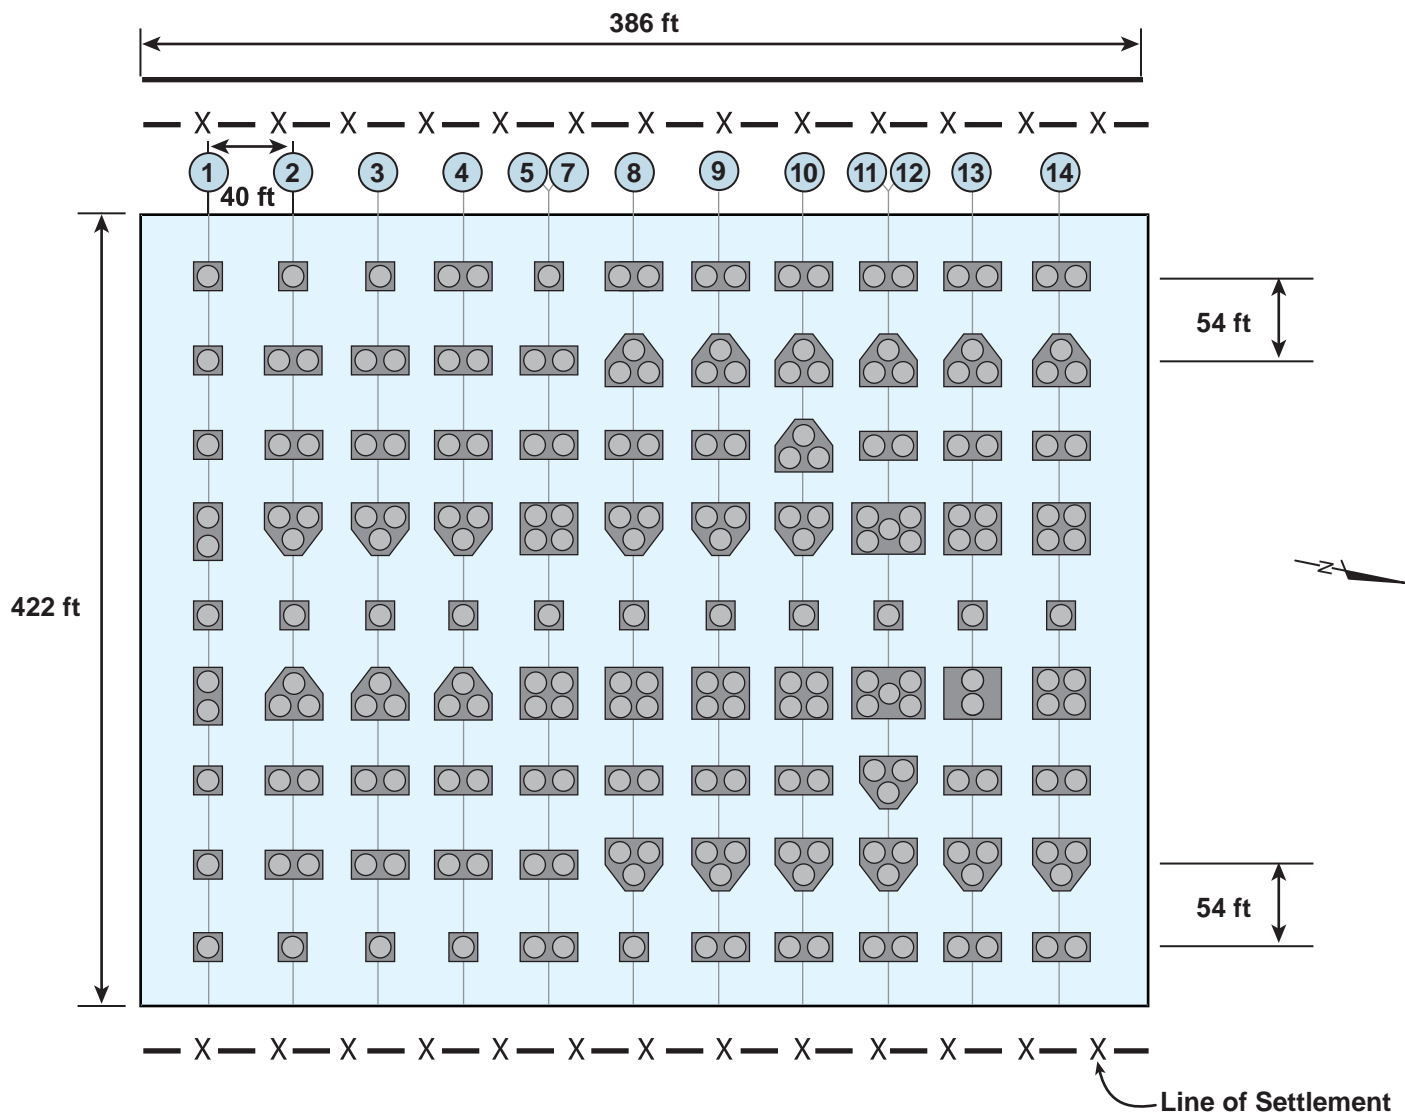 386 ft
X X X X X X X X X X X X X
1 2 3 4 5 7 8 9 10 11 12 13 14
40 ft
54 ft
422 ft
N
54 ft
X X X X X X X X X X X X X
Line of Settlement